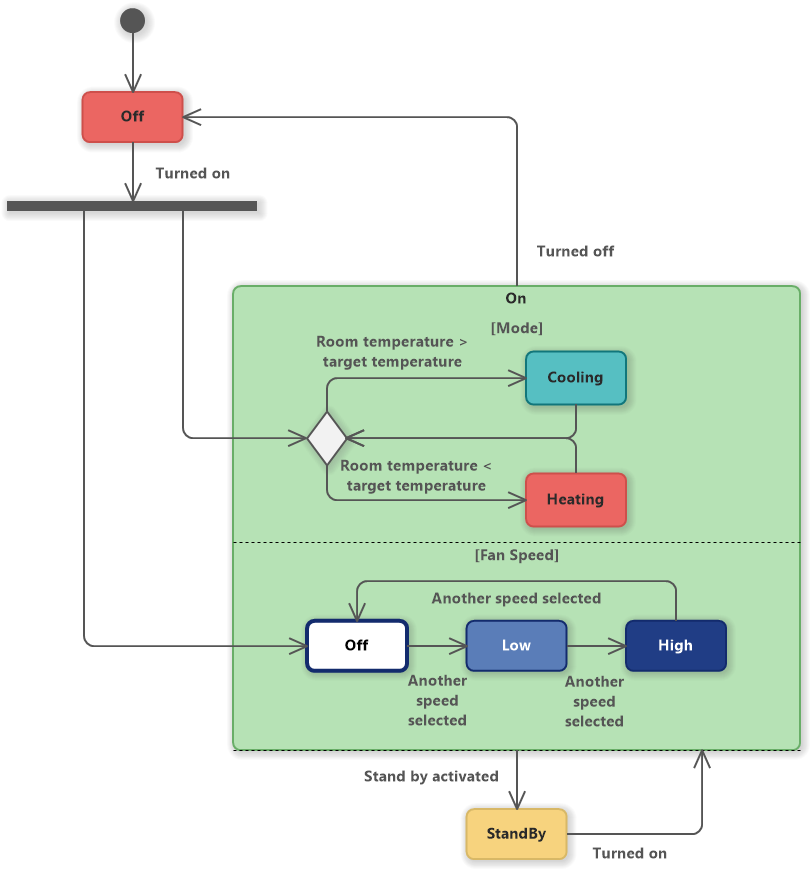 Off
Turned on
Turned off
On
[Mode]
Room temperature >
target temperature
Cooling
Room temperature <
target temperature
Heating
[Fan Speed]
Another speed selected
Off
Low
High
Another
speed
selected
Another
speed
selected
Stand by activated
StandBy
Turned on